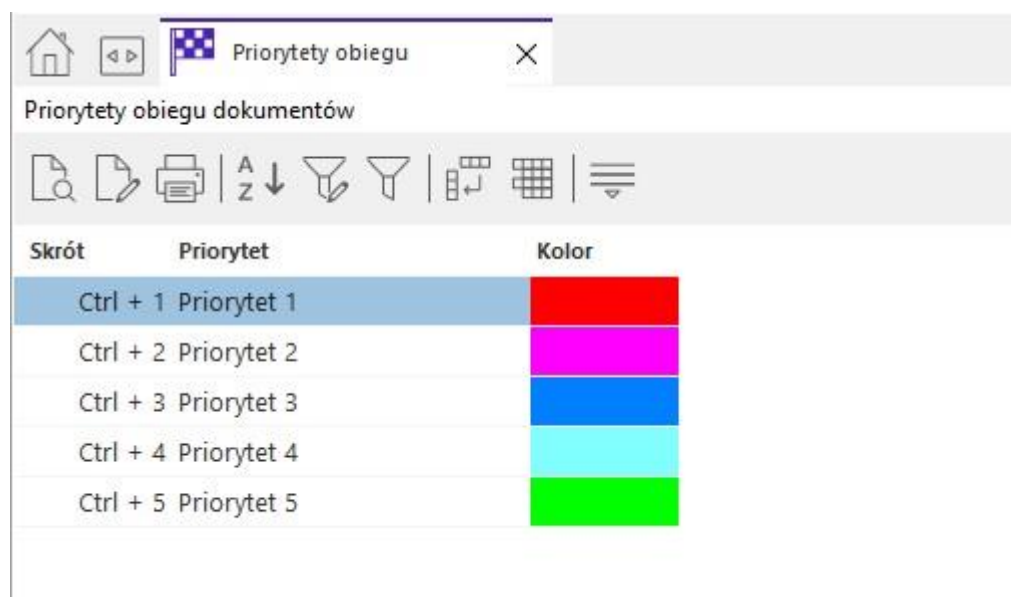 Priorytety obiegu
Priorytety obiegu dokumentów
A
Z
Skrót Priorytet Kolor
Ctrl + 1 Priorytet 1
Ctrl + 2 Priorytet 2
Ctrl + 3 Priorytet 3
Ctrl + 4 Priorytet 4
Ctrl + 5 Priorytet 5